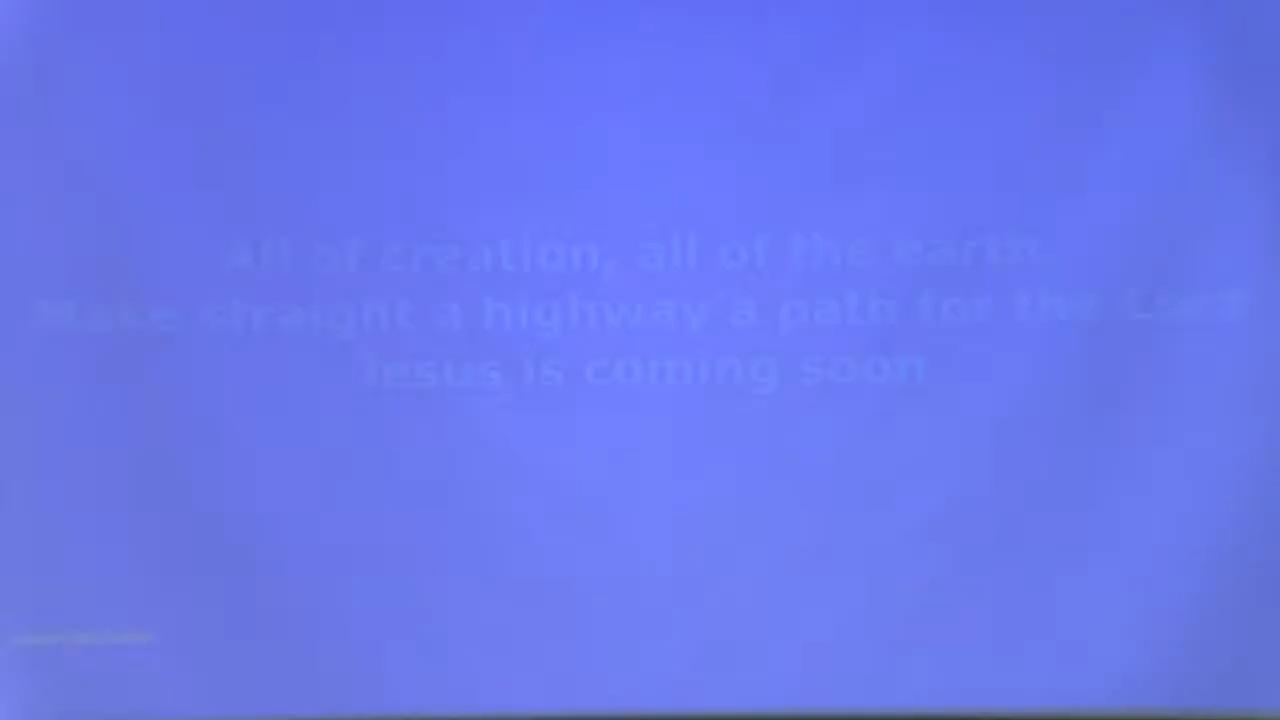 All of creation, all of the earth
Make straight a highway a path for the Lord
Jesus is coming soon